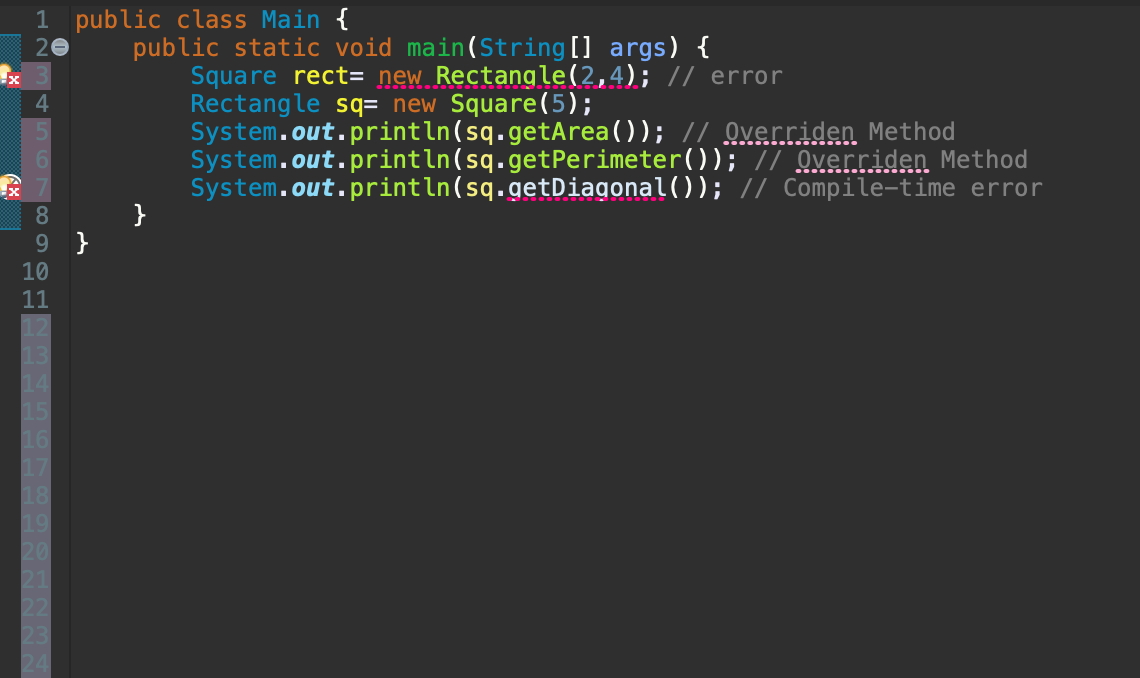 1 public class Main {
2 public static void main(String[] args) {
3 Square rect= new Rectangle(2,4); // error
4 Rectangle sq= new Square(5);
5 System.out.println(sq.getArea()); // Overriden Method
6 System.out.println(sq.getPerimeter()); // Overriden Method
7 System.out.println(sq.getDiagonal()); // Compile-time error
8 }
9 }
10
11
12
13
14
15
16
17
18
19
20
21
22
23
24